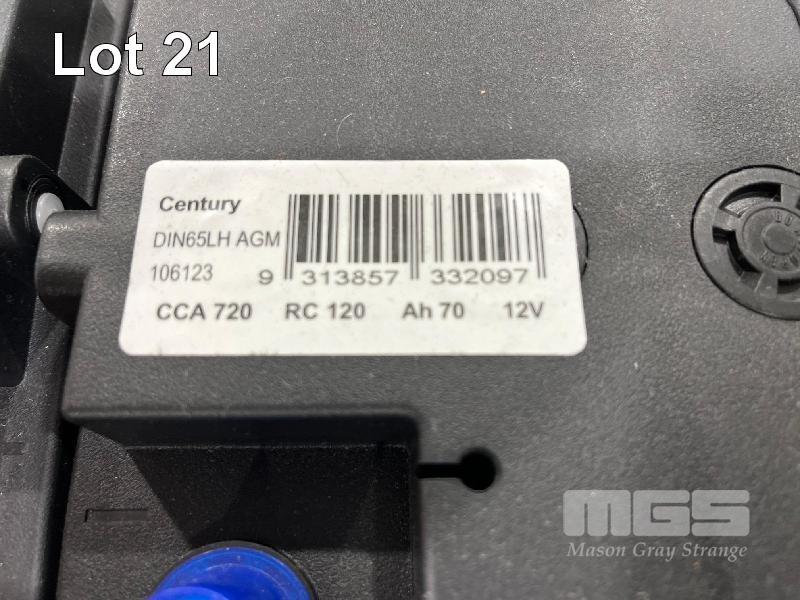 Lot 21
Century
DIN65LH AGM
106123
9 313857 332097
CCA 720 RC 120 Ah 70 12V
MGS
Mason Gray Strange